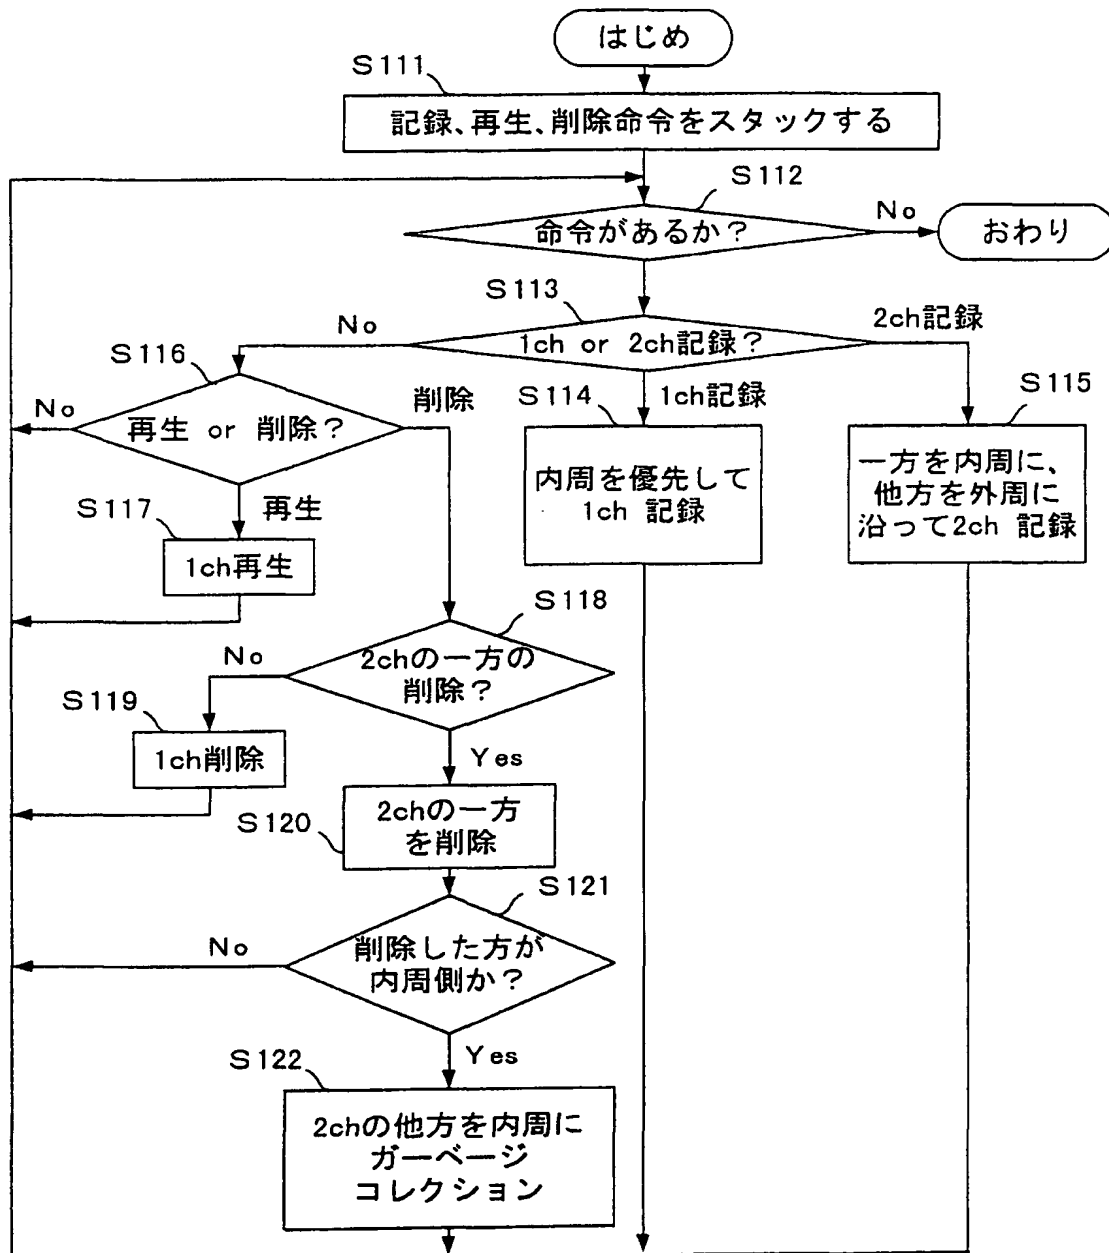 はじめ
S111
記録、再生、削除命令をスタックする
S112
命令があるか?
No
おわり
S113
No
1ch or 2ch記録?
2ch記録
S116
No
再生 or 削除?
削除
S114
1ch記録
S115
内周を優先して
1ch 記録
一方を内周に、
他方を外周に
沿って2ch 記録
S117
再生
1ch再生
S118
No
2chの一方の
削除?
S119
1ch削除
Yes
S120
2chの一方
を削除
S121
No
削除した方が
内周側か?
Yes
S122
2chの他方を内周に
ガーベージ
コレクション